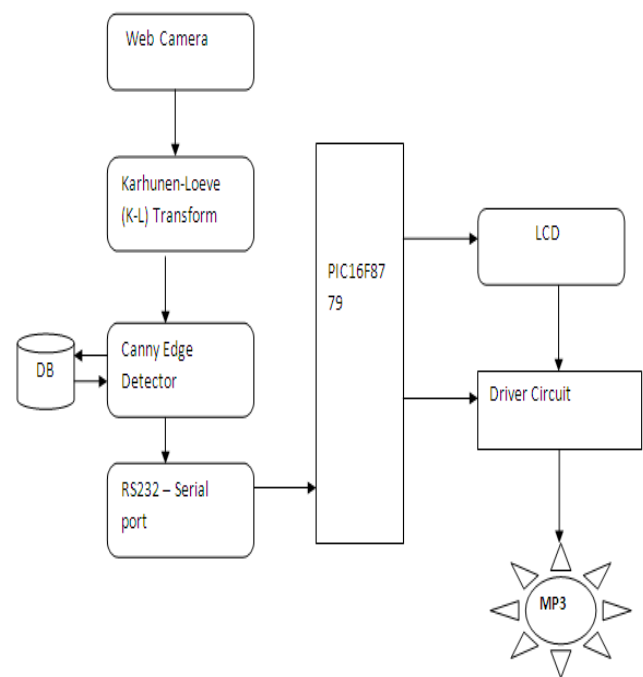 Web Camera
Karhunen-Loeve
(K-L) Transform
Canny Edge
Detector
DB
RS232 – Serial
port
PIC16F87
79
LCD
Driver Circuit
MP3